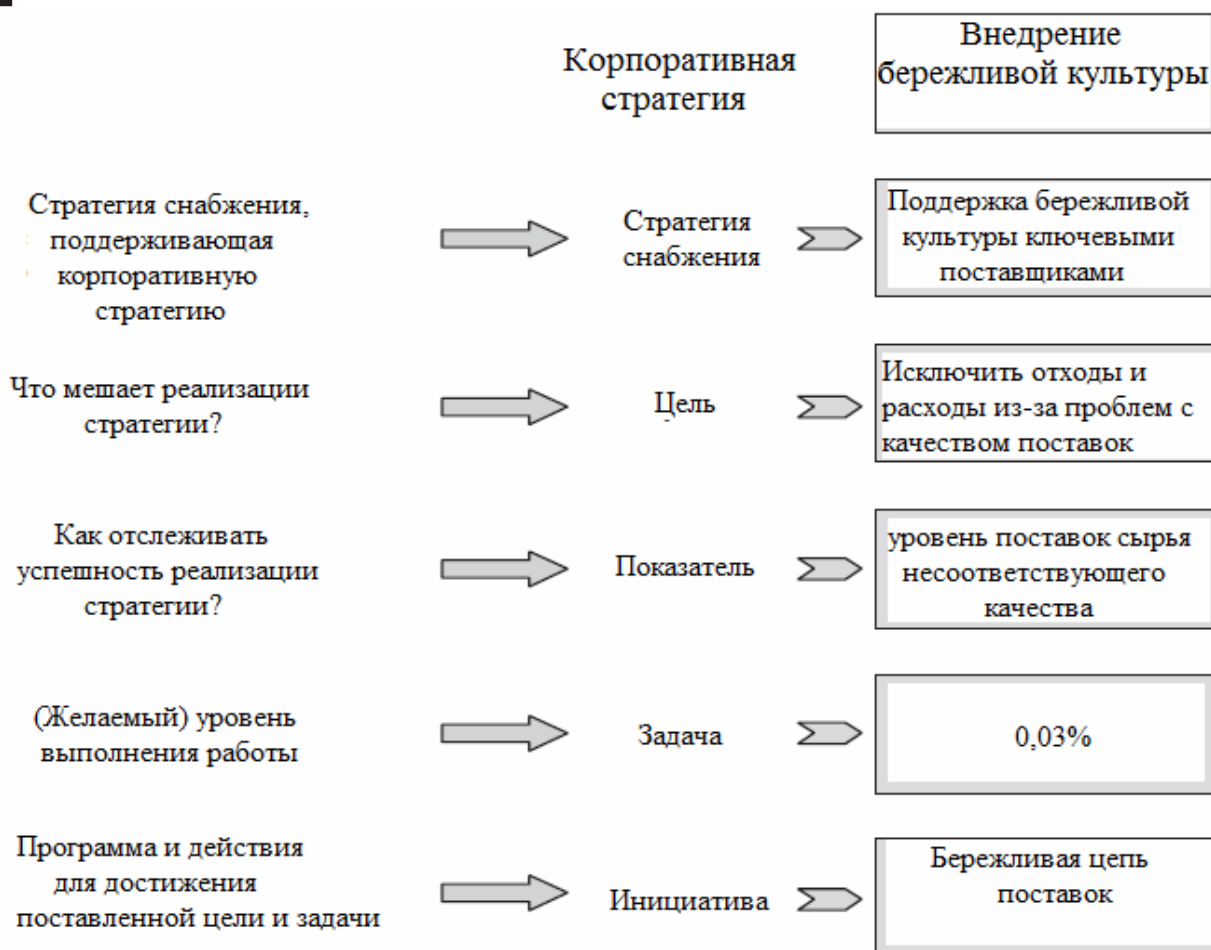 Корпоративная
стратегия
Внедрение
бережливой культуры
Стратегия снабжения,
поддерживающая
корпоративную
стратегию
Стратегия
снабжения
Поддержка бережливой
культуры ключевыми
поставщиками
Что мешает реализации
стратегии?
Цель
Исключить отходы и
расходы из-за проблем с
качеством поставок
Как отслеживать
успешность реализации
стратегии?
Показатель
уровень поставок сырья
несоответствующего
качества
(Желаемый) уровень
выполнения работы
Задача
0,03%
Программа и действия
для достижения
поставленной цели и задачи
Инициатива
Бережливая цепь
поставок